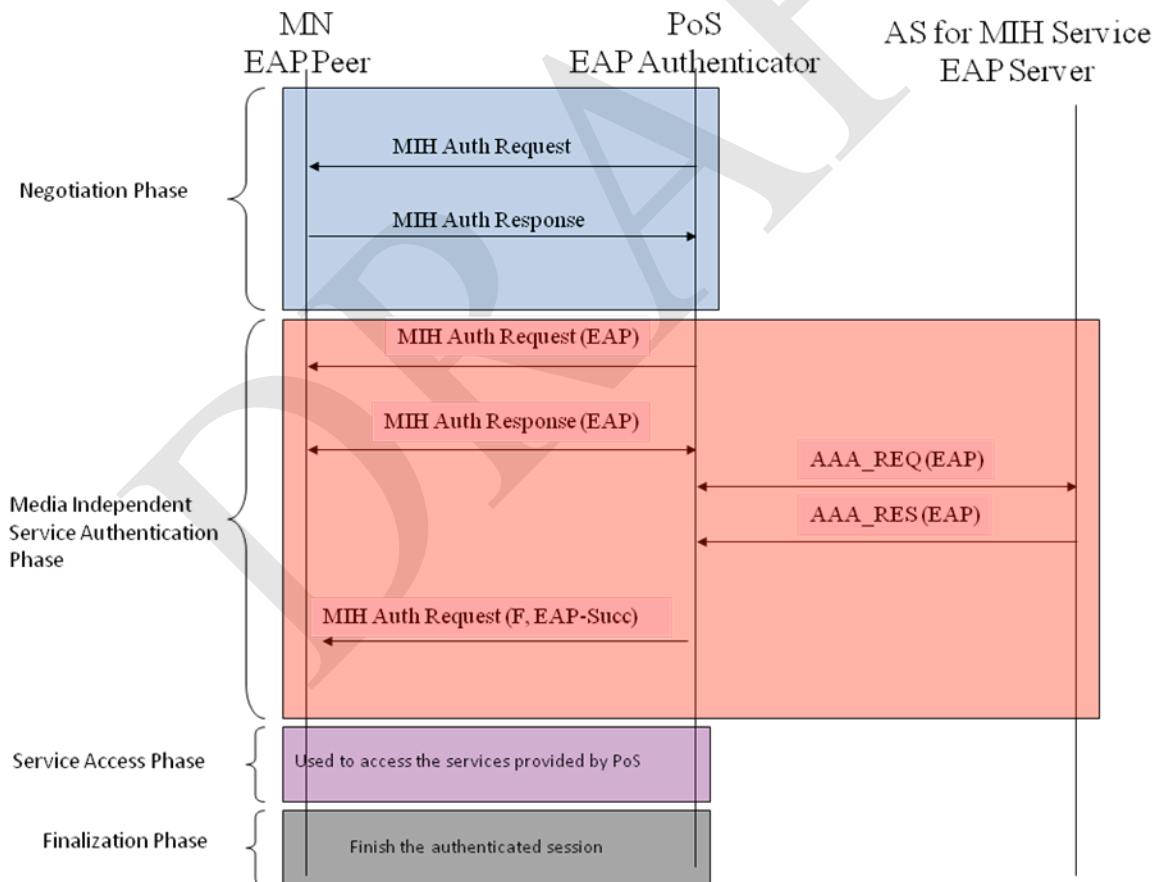 MN
EAP Peer
PoS
EAP Authenticator
AS for MIH Service
EAP Server
Negotiation Phase
MIH Auth Request
MIH Auth Response
Media Independent
Service Authentication
Phase
MIH Auth Request (EAP)
MIH Auth Response (EAP)
AAA_REQ (EAP)
AAA_RES (EAP)
MIH Auth Request (F, EAP-Succ)
Service Access Phase
Used to access the services provided by PoS
Finalization Phase
Finish the authenticated session
DRAF